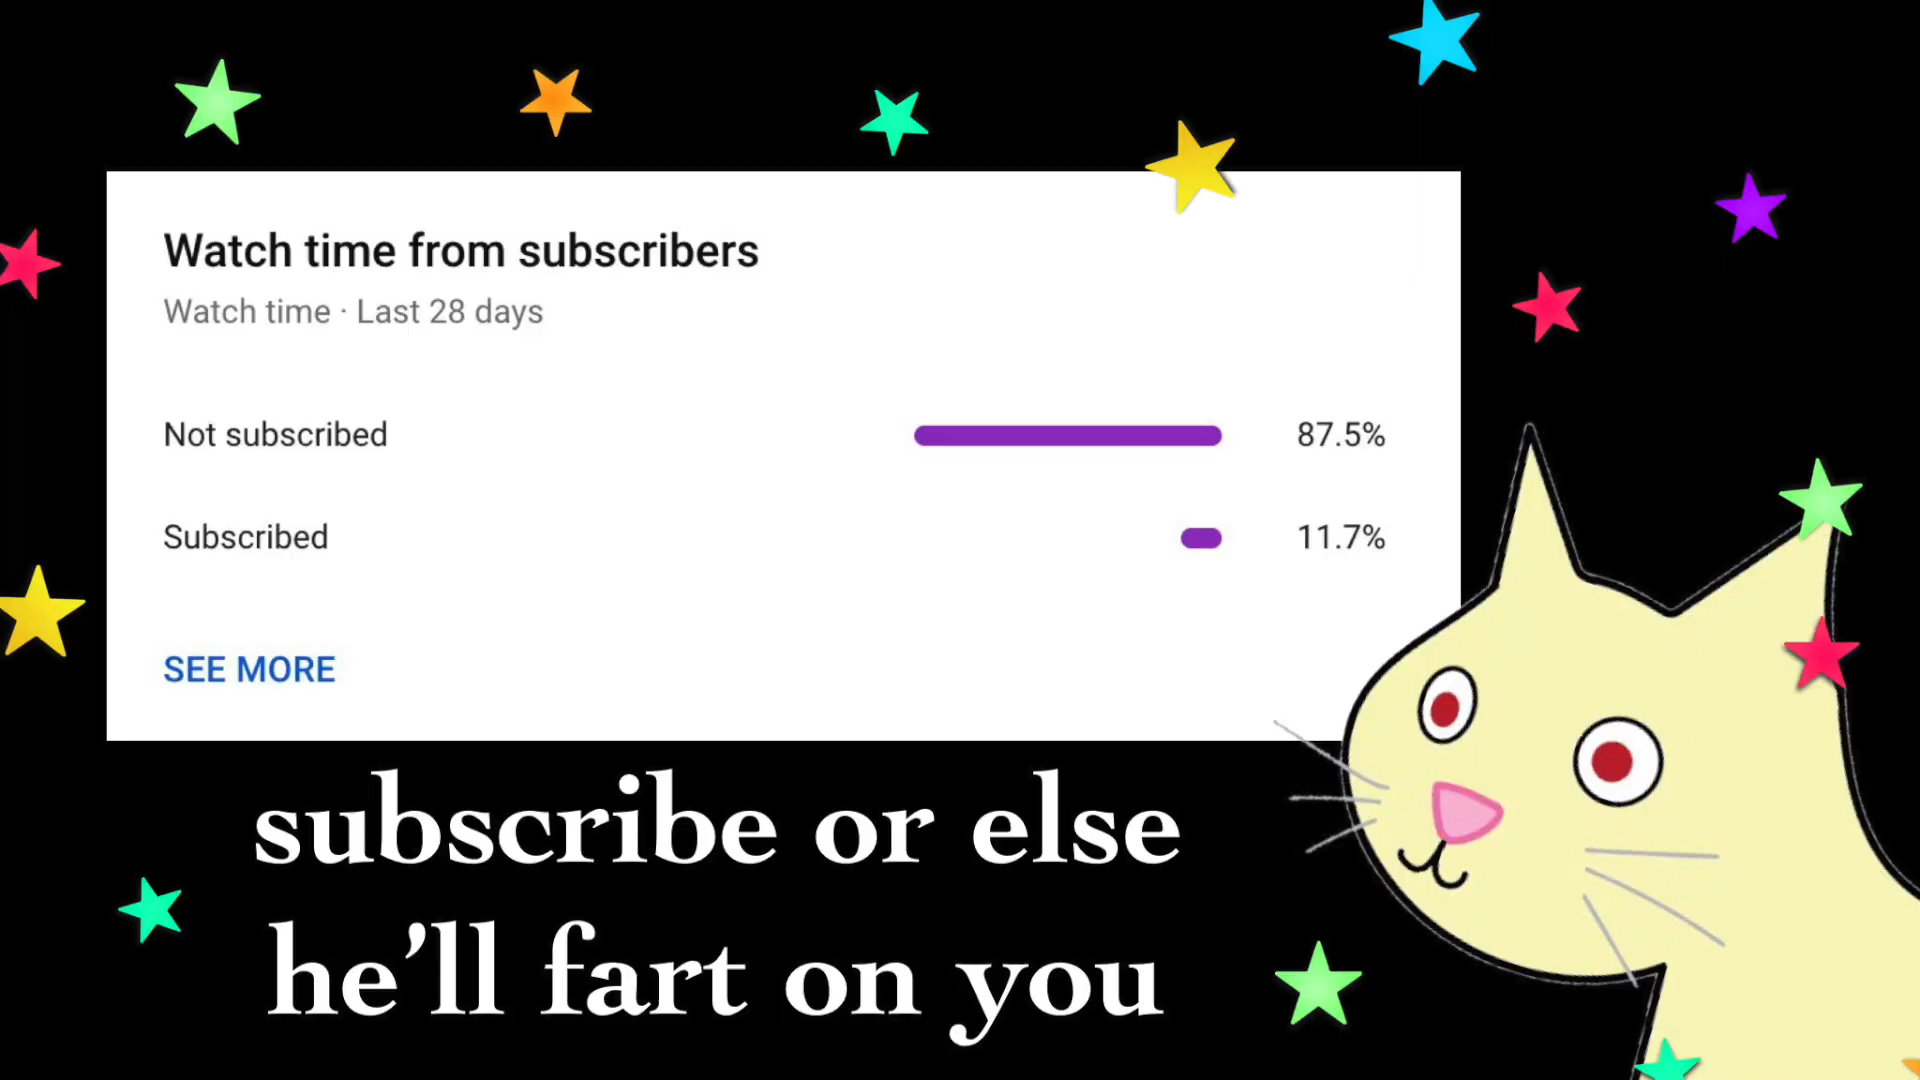 Watch time from subscribers
Watch time · Last 28 days
Not subscribed 87.5%
Subscribed 11.7%
SEE MORE
subscribe or else
he’ll fart on you